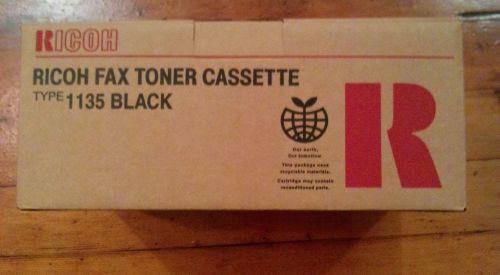 RICOH
RICOH FAX TONER CASSETTE
TYPE 1135 BLACK
Our earth,
Our tomorrow
This package uses
recyclable materials.
Cartridge may contain
reconditioned parts.
R